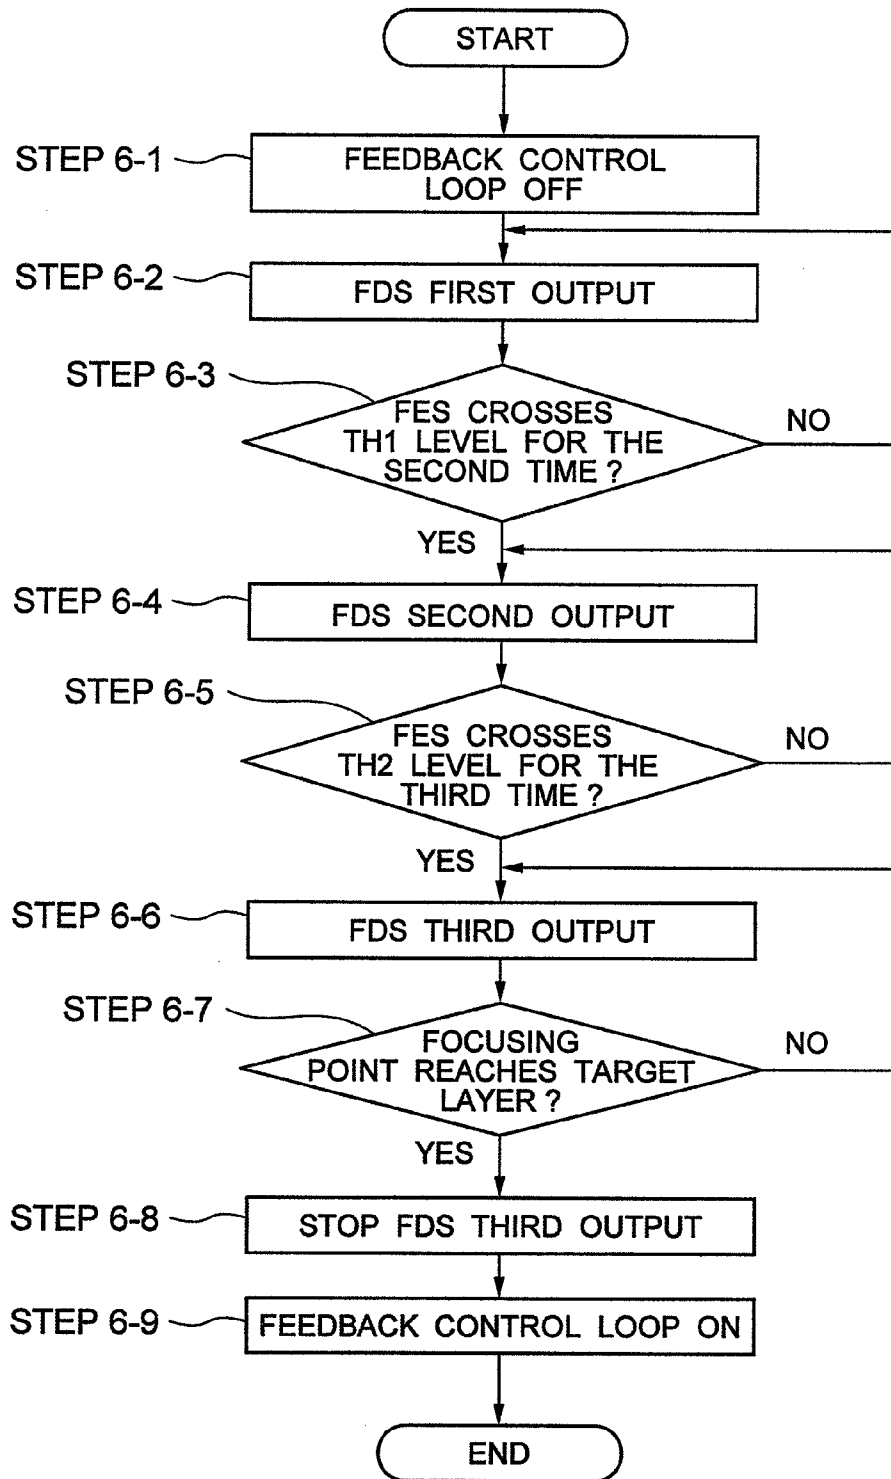 START
STEP 6-1
FEEDBACK CONTROL
LOOP OFF
STEP 6-2
FDS FIRST OUTPUT
STEP 6-3
FES CROSSES
TH1 LEVEL FOR THE
SECOND TIME ?
NO
YES
STEP 6-4
FDS SECOND OUTPUT
STEP 6-5
FES CROSSES
TH2 LEVEL FOR THE
THIRD TIME ?
NO
YES
STEP 6-6
FDS THIRD OUTPUT
STEP 6-7
FOCUSING
POINT REACHES TARGET
LAYER ?
NO
YES
STEP 6-8
STOP FDS THIRD OUTPUT
STEP 6-9
FEEDBACK CONTROL LOOP ON
END